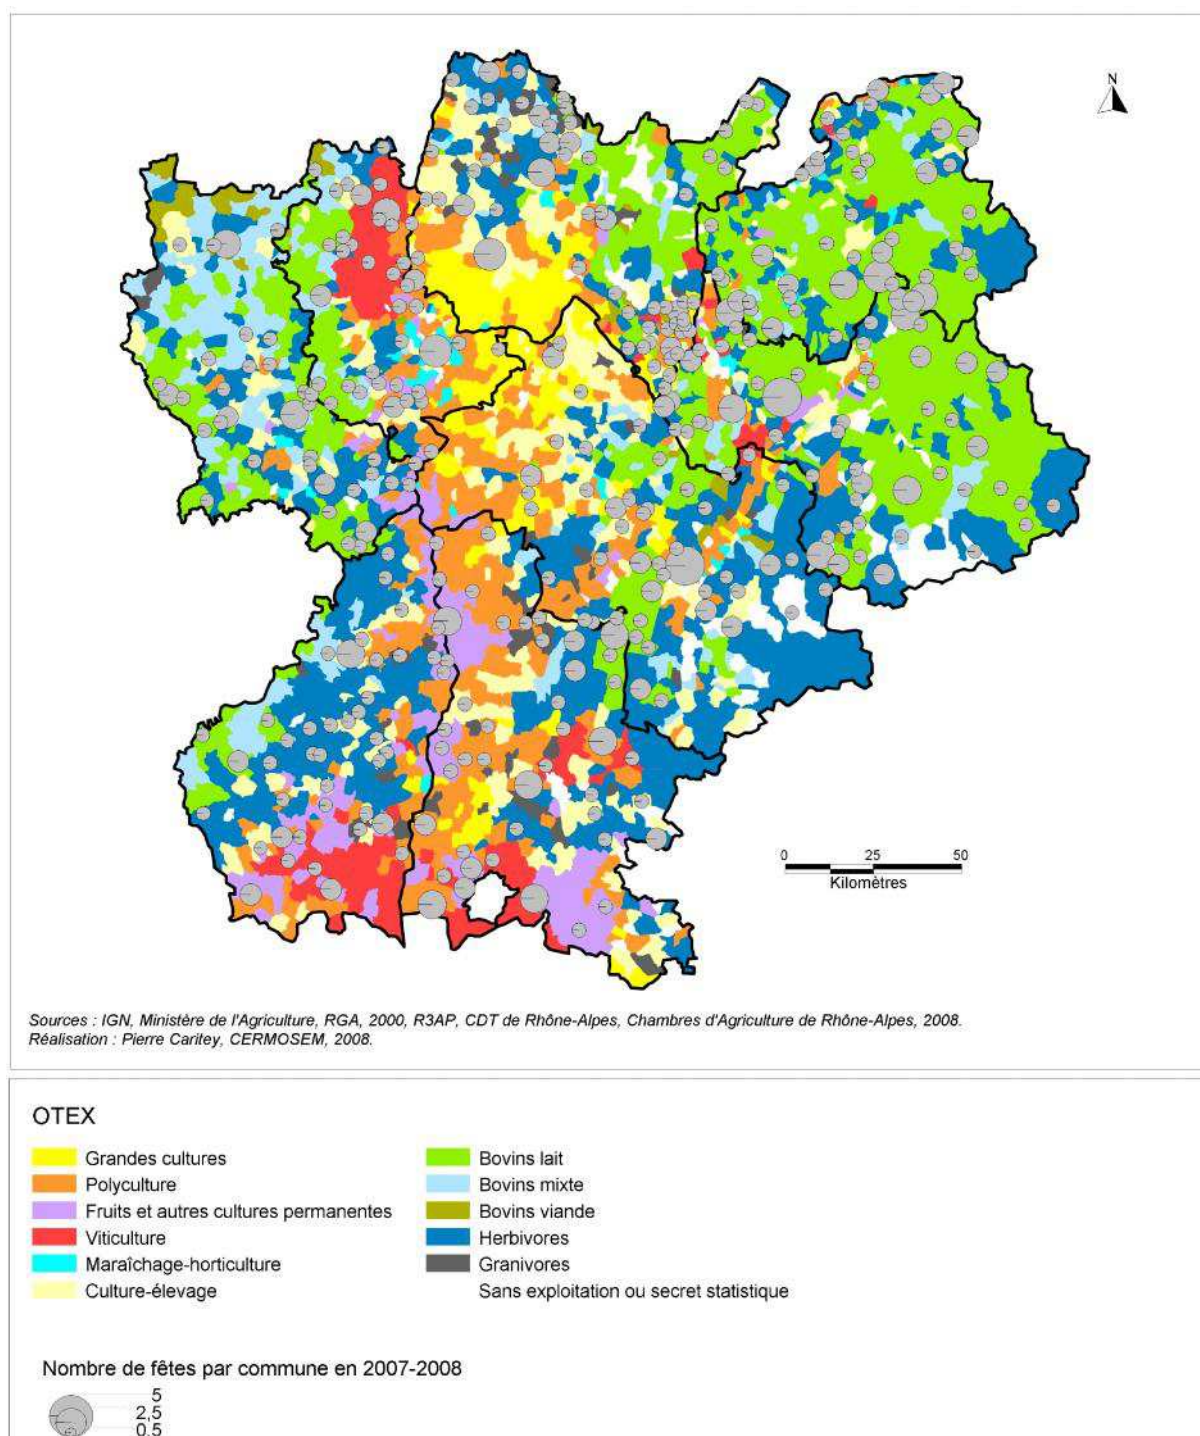 N
0 25 50
Kilomètres
Sources : IGN, Ministère de l'Agriculture, RGA, 2000, R3AP, CDT de Rhône-Alpes, Chambres d'Agriculture de Rhône-Alpes, 2008.
Réalisation : Pierre Caritey, CERMOSEM, 2008.
OTEX
Grandes cultures
Polyculture
Fruits et autres cultures permanentes
Viticulture
Maraîchage-horticulture
Culture-élevage
Bovins lait
Bovins mixte
Bovins viande
Herbivores
Granivores
Sans exploitation ou secret statistique
Nombre de fêtes par commune en 2007-2008
5
2,5
0,5